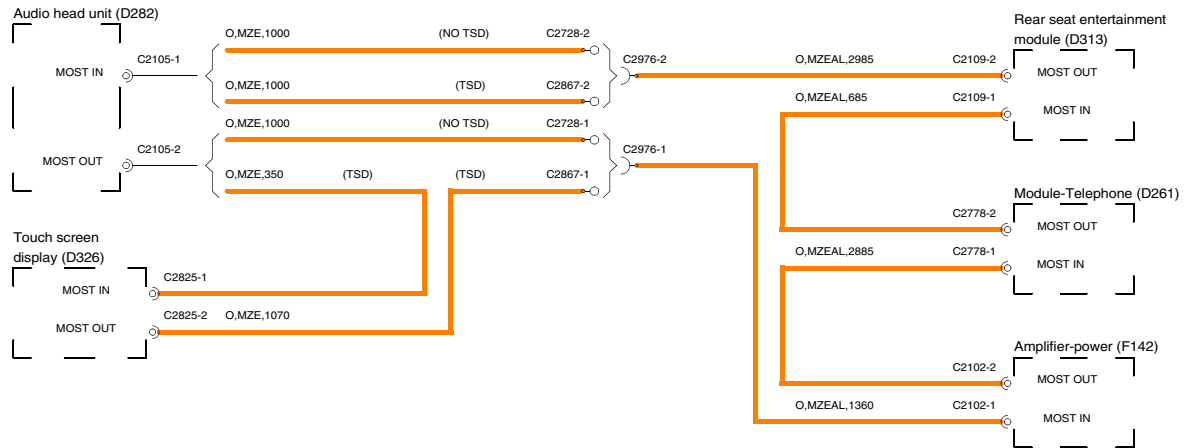 Audio head unit (D282)
MOST IN
C2105-1
O,MZE,1000
(NO TSD)
C2728-2
O,MZE,1000
(TSD)
C2867-2
C2976-2
O,MZEAL,2985
C2109-2
Rear seat entertainment
module (D313)
MOST OUT
O,MZEAL,685
C2109-1
MOST IN
MOST OUT
C2105-2
O,MZE,1000
(NO TSD)
C2728-1
O,MZE,350
(TSD)
(TSD)
C2867-1
C2976-1
Module-Telephone (D261)
C2778-2
MOST OUT
O,MZEAL,2885
C2778-1
MOST IN
Touch screen
display (D326)
MOST IN
C2825-1
MOST OUT
C2825-2
O,MZE,1070
Amplifier-power (F142)
C2102-2
MOST OUT
O,MZEAL,1360
C2102-1
MOST IN